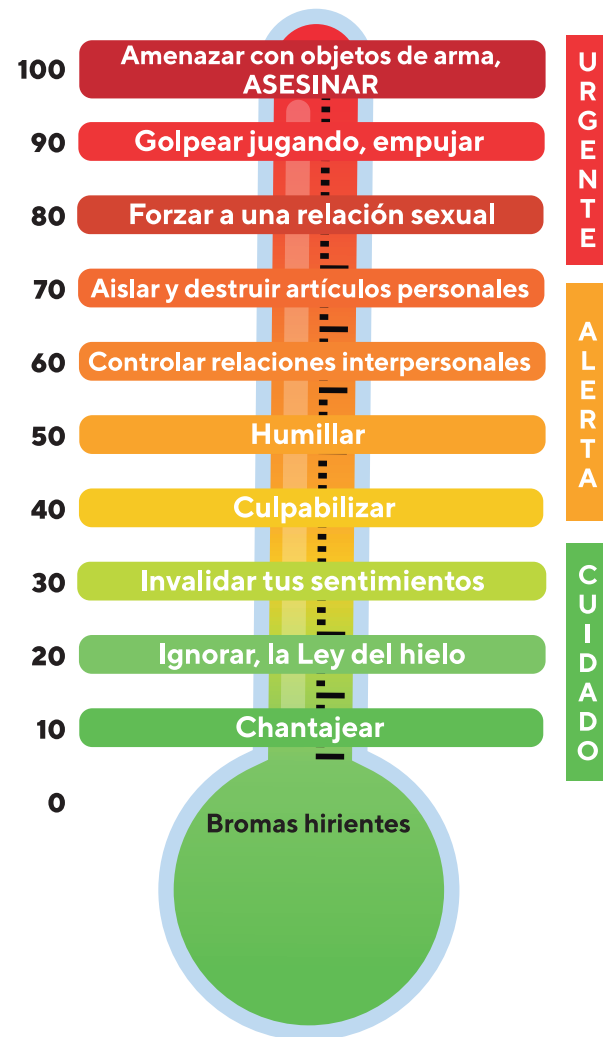 100
Amenazar con objetos de arma,
ASESINAR
90
Golpear jugando, empujar
80
Forzar a una relación sexual
70
Aislar y destruir artículos personales
60
Controlar relaciones interpersonales
50
Humillar
40
Culpabilizar
30
Invalidar tus sentimientos
20
Ignorar, la Ley del hielo
10
Chantajear
0
Bromas hirientes
URGENTE
ALERTA
CUIDADO